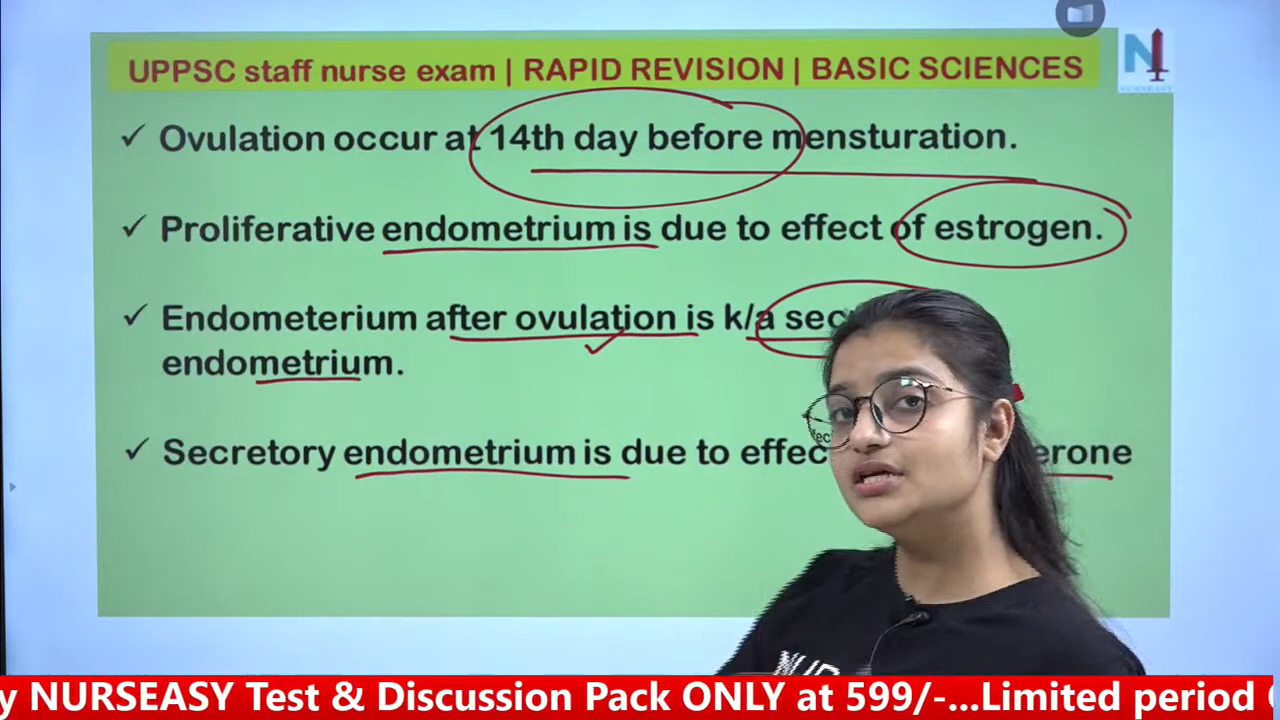 UPPSC staff nurse exam | RAPID REVISION | BASIC SCIENCES
N
NURSEASY
✓ Ovulation occur at 14th day before mensturation.
✓ Proliferative endometrium is due to effect of estrogen.
✓ Endometerium after ovulation is k/a sec
endometrium.
✓ Secretory endometrium is due to effec erone
y NURSEASY Test & Discussion Pack ONLY at 599/-...Limited period